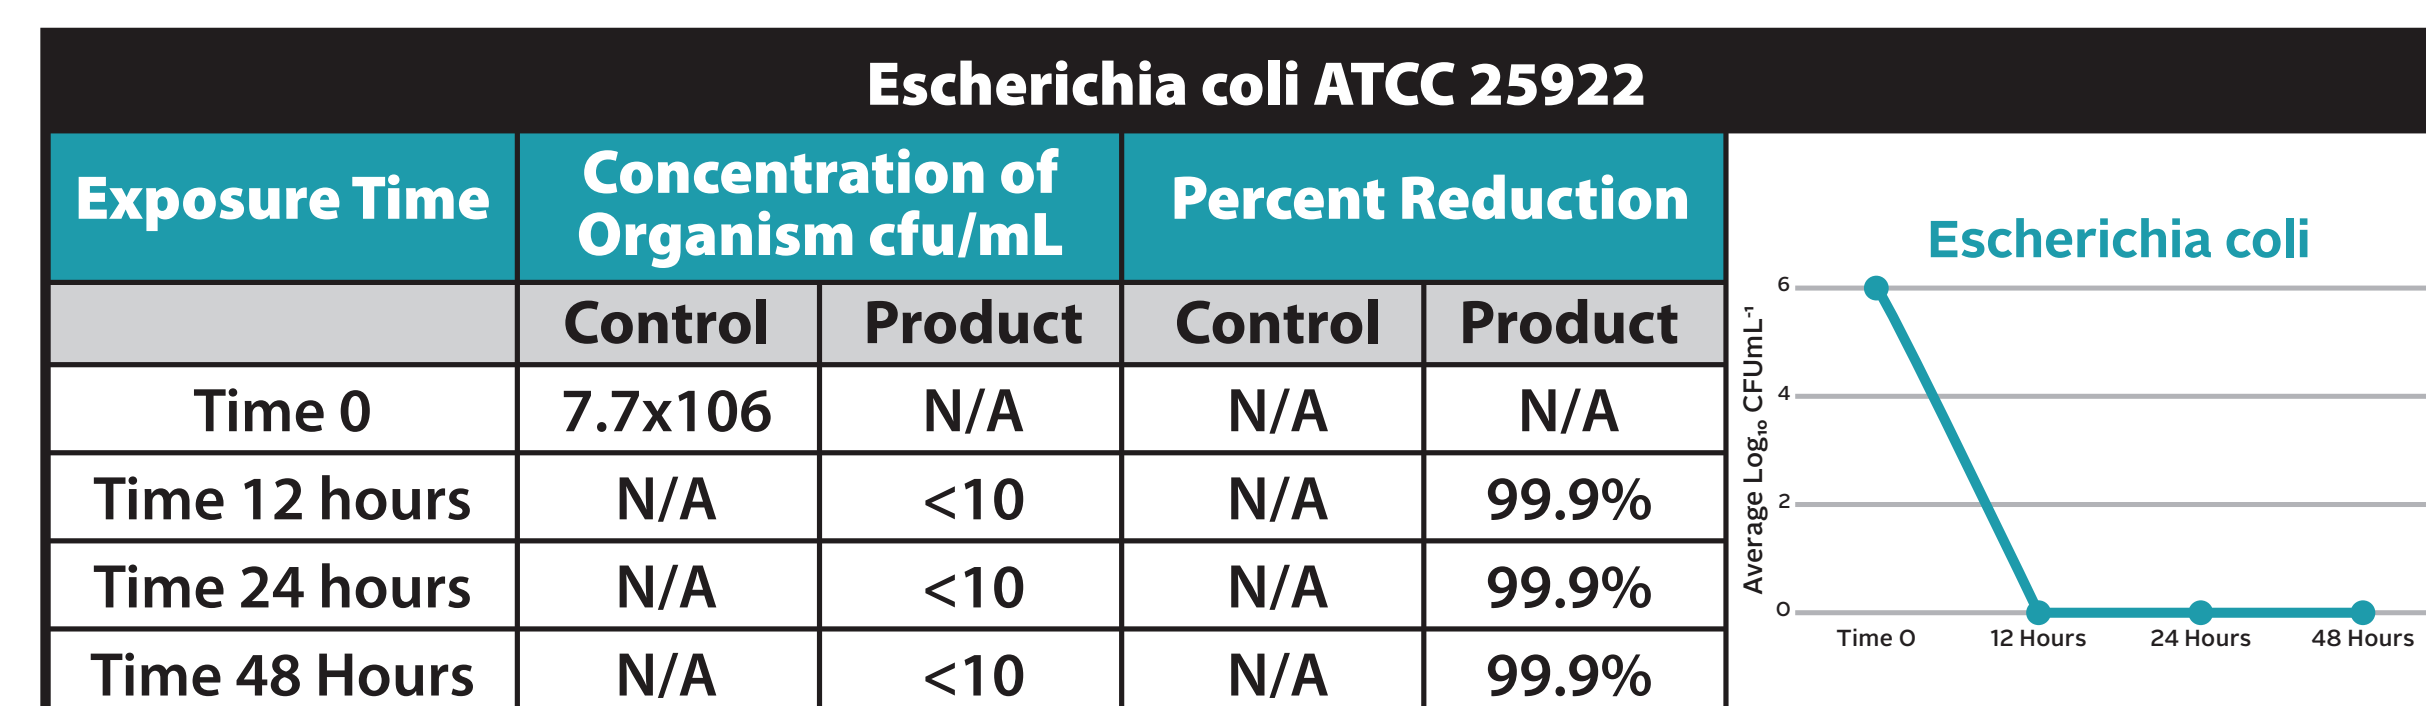 Escherichia coli ATCC 25922
Exposure Time
Concentration of
Organism cfu/mL
Percent Reduction
Control Product Control Product
Time 0 7.7x106 N/A N/A N/A
Time 12 hours N/A <10 N/A 99.9%
Time 24 hours N/A <10 N/A 99.9%
Time 48 Hours N/A <10 N/A 99.9%
Escherichia coli
Average Log₁₀ CFUmL⁻¹
6
4
2
0
Time 0 12 Hours 24 Hours 48 Hours